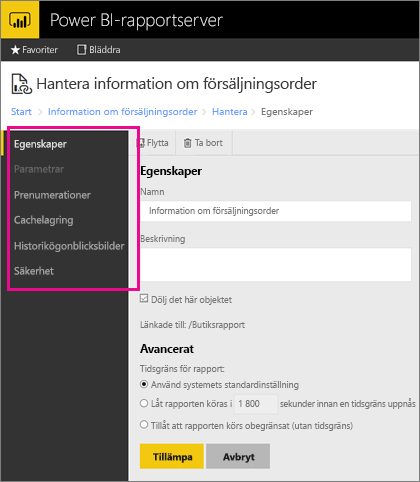 Power BI-rapportserver
Favoriter Bläddra
Hantera information om försäljningsorder
Start > Information om försäljningsorder > Hantera > Egenskaper
Egenskaper
Parametrar
Prenumerationer
Cachelagring
Historikögonblicksbilder
Säkerhet
Flytta Ta bort
Egenskaper
Namn
Information om försäljningsorder
Beskrivning
Dölj det här objektet
Länkade till: /Butiksrapport
Avancerat
Tidsgräns för rapport:
Använd systemets standardinställning
Låt rapporten köras i 1 800 sekunder innan en tidsgräns uppnås
Tillåt att rapporten körs obegränsat (utan tidsgräns)
Tillämpa Avbryt